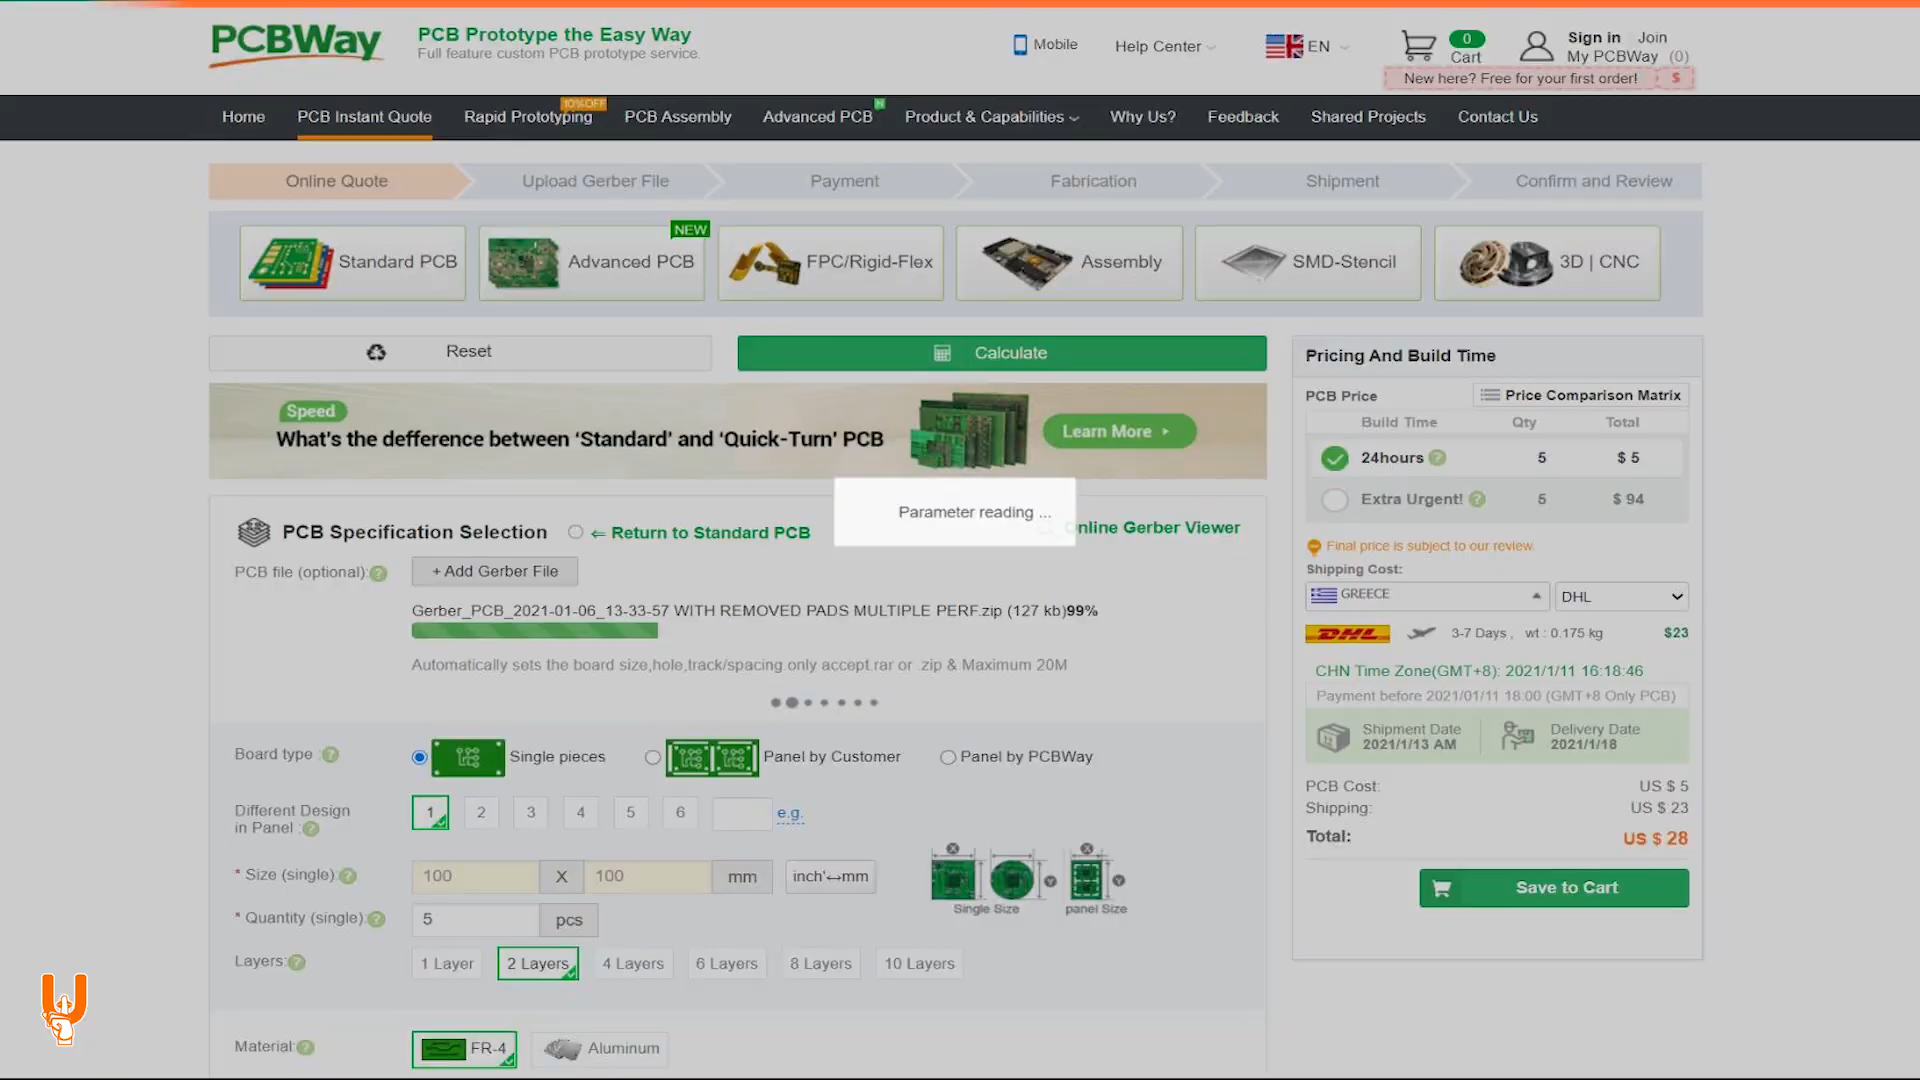 PCBWay
PCB Prototype the Easy Way
Full feature custom PCB prototype service.
Mobile
Help Center
EN
0
Cart
Sign in Join
My PCBWay (0)
New here? Free for your first order! $
Home
PCB Instant Quote
Rapid Prototyping
10%OFF
PCB Assembly
Advanced PCB
N
Product & Capabilities
Why Us?
Feedback
Shared Projects
Contact Us
Online Quote
Upload Gerber File
Payment
Fabrication
Shipment
Confirm and Review
Standard PCB
NEW
Advanced PCB
FPC/Rigid-Flex
Assembly
SMD-Stencil
3D | CNC
Reset
Calculate
Speed
What's the defference between ‘Standard’ and ‘Quick-Turn’ PCB
Learn More
PCB Specification Selection
⇐ Return to Standard PCB
Parameter reading ...
nline Gerber Viewer
PCB file (optional):
+ Add Gerber File
Gerber_PCB_2021-01-06_13-33-57 WITH REMOVED PADS MULTIPLE PERF.zip (127 kb)99%
Automatically sets the board size,hole,track/spacing.only accept.rar or .zip & Maximum 20M
Board type :
Single pieces
Panel by Customer
Panel by PCBWay
Different Design
in Panel :
1 2 3 4 5 6
e.g.
* Size (single):
100 X 100 mm
inch'↔mm
X
Y
Single Size
X
Y
panel Size
* Quantity (single):
5 pcs
Layers:
1 Layer
2 Layers
4 Layers
6 Layers
8 Layers
10 Layers
Material:
FR-4
Aluminum
Pricing And Build Time
PCB Price
Price Comparison Matrix
Build Time Qty Total
24hours 5 $ 5
Extra Urgent! 5 $ 94
Final price is subject to our review.
Shipping Cost:
GREECE
DHL
DHL 3-7 Days , wt : 0.175 kg $23
CHN Time Zone(GMT+8): 2021/1/11 16:18:46
Payment before 2021/01/11 18:00 (GMT+8 Only PCB)
Shipment Date
2021/1/13 AM
Delivery Date
2021/1/18
PCB Cost: US $ 5
Shipping: US $ 23
Total: US $ 28
Save to Cart